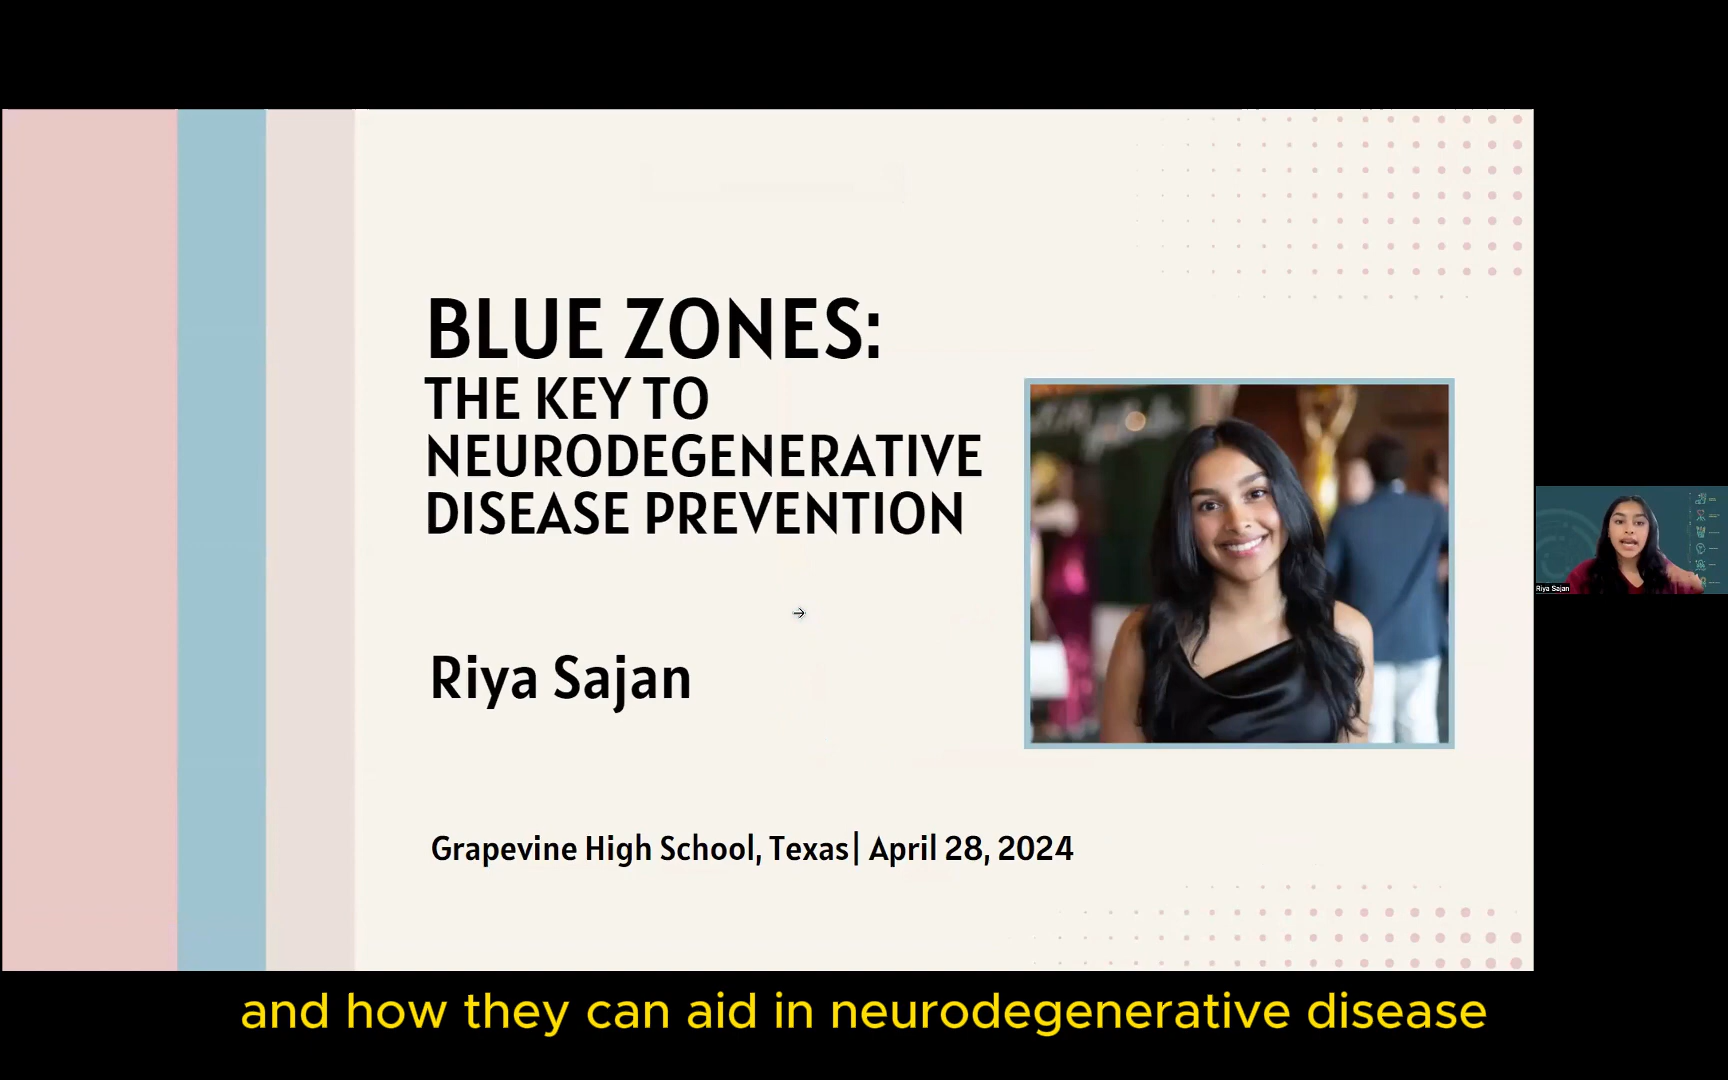 BLUE ZONES:
THE KEY TO
NEURODEGENERATIVE
DISEASE PREVENTION
Riya Sajan
Grapevine High School, Texas| April 28, 2024
Riya Sajan
and how they can aid in neurodegenerative disease